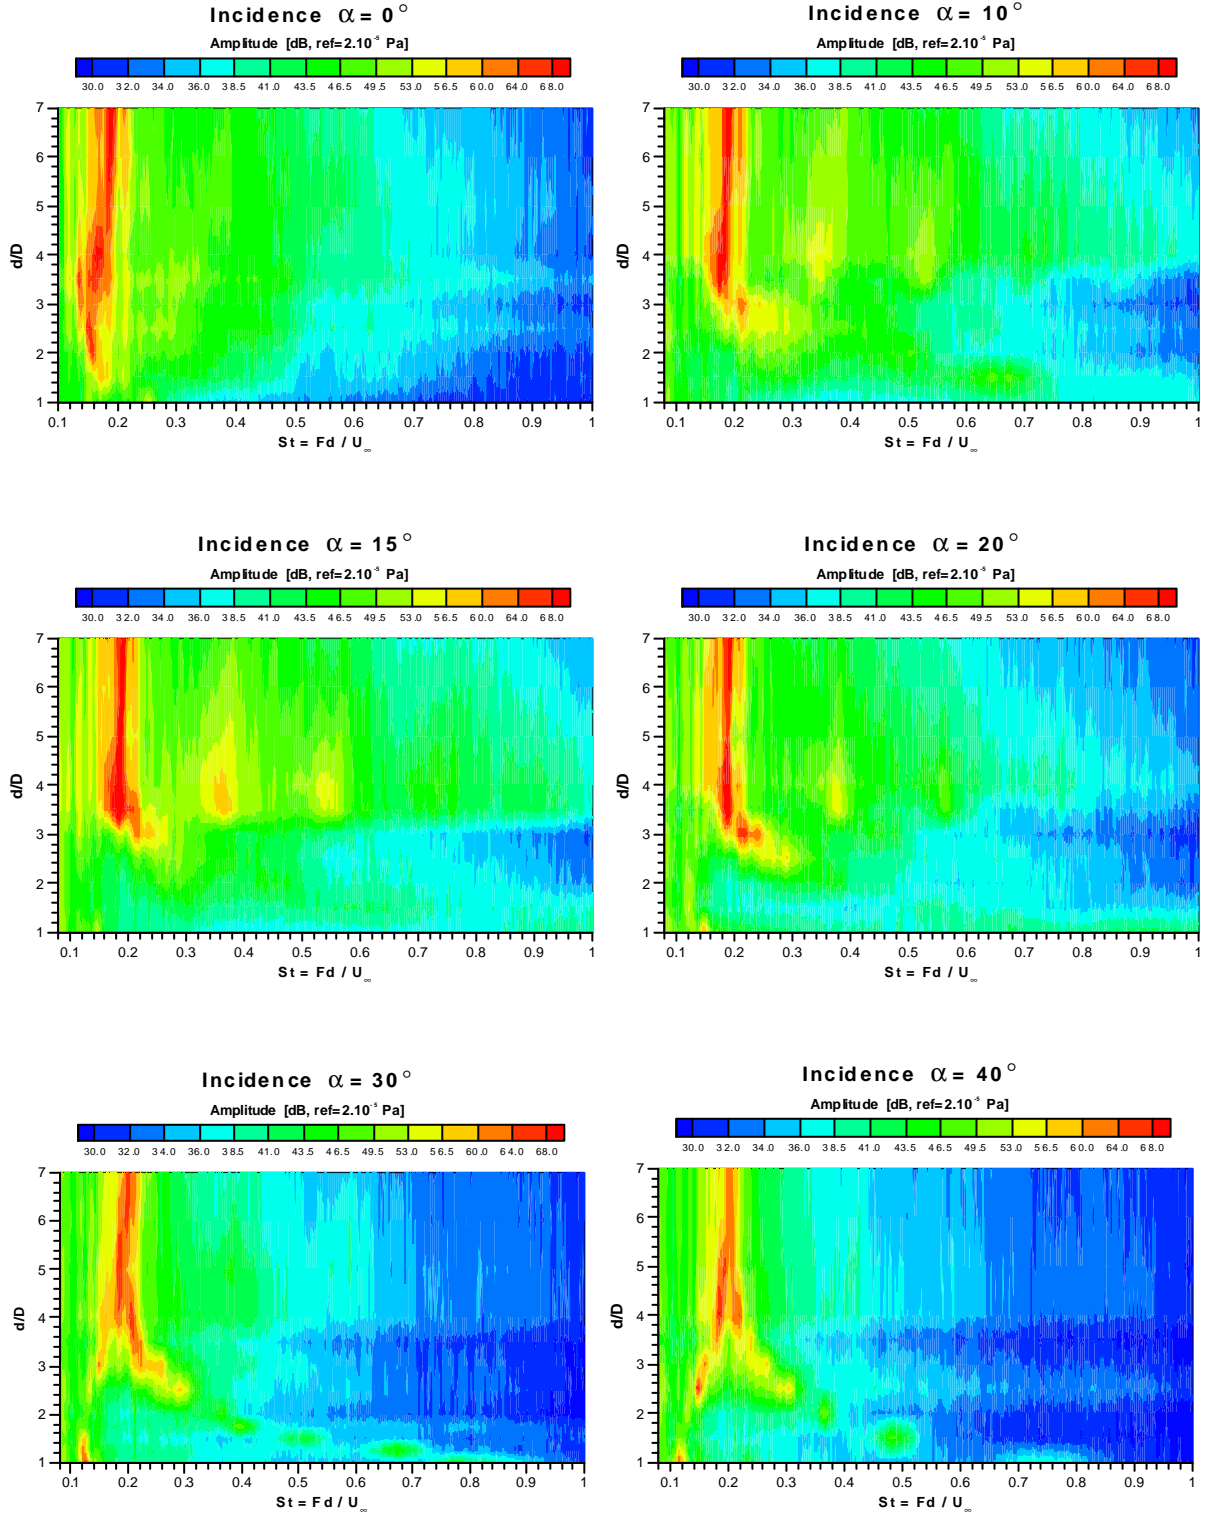 Incidence α = 0°
Amplitude [dB, ref=2.10⁻⁵ Pa]
30.0 32.0 34.0 36.0 38.5 41.0 43.5 46.5 49.5 53.0 56.5 60.0 64.0 68.0
7
6
5
4
3
2
1
d/D
0.1 0.2 0.3 0.4 0.5 0.6 0.7 0.8 0.9 1
St = Fd / U∞
Incidence α = 10°
Amplitude [dB, ref=2.10⁻⁵ Pa]
30.0 32.0 34.0 36.0 38.5 41.0 43.5 46.5 49.5 53.0 56.5 60.0 64.0 68.0
7
6
5
4
3
2
1
d/D
0.1 0.2 0.3 0.4 0.5 0.6 0.7 0.8 0.9 1
St = Fd / U∞
Incidence α = 15°
Amplitude [dB, ref=2.10⁻⁵ Pa]
30.0 32.0 34.0 36.0 38.5 41.0 43.5 46.5 49.5 53.0 56.5 60.0 64.0 68.0
7
6
5
4
3
2
1
d/D
0.1 0.2 0.3 0.4 0.5 0.6 0.7 0.8 0.9 1
St = Fd / U∞
Incidence α = 20°
Amplitude [dB, ref=2.10⁻⁵ Pa]
30.0 32.0 34.0 36.0 38.5 41.0 43.5 46.5 49.5 53.0 56.5 60.0 64.0 68.0
7
6
5
4
3
2
1
d/D
0.1 0.2 0.3 0.4 0.5 0.6 0.7 0.8 0.9 1
St = Fd / U∞
Incidence α = 30°
Amplitude [dB, ref=2.10⁻⁵ Pa]
30.0 32.0 34.0 36.0 38.5 41.0 43.5 46.5 49.5 53.0 56.5 60.0 64.0 68.0
7
6
5
4
3
2
1
d/D
0.1 0.2 0.3 0.4 0.5 0.6 0.7 0.8 0.9 1
St = Fd / U∞
Incidence α = 40°
Amplitude [dB, ref=2.10⁻⁵ Pa]
30.0 32.0 34.0 36.0 38.5 41.0 43.5 46.5 49.5 53.0 56.5 60.0 64.0 68.0
7
6
5
4
3
2
1
d/D
0.1 0.2 0.3 0.4 0.5 0.6 0.7 0.8 0.9 1
St = Fd / U∞